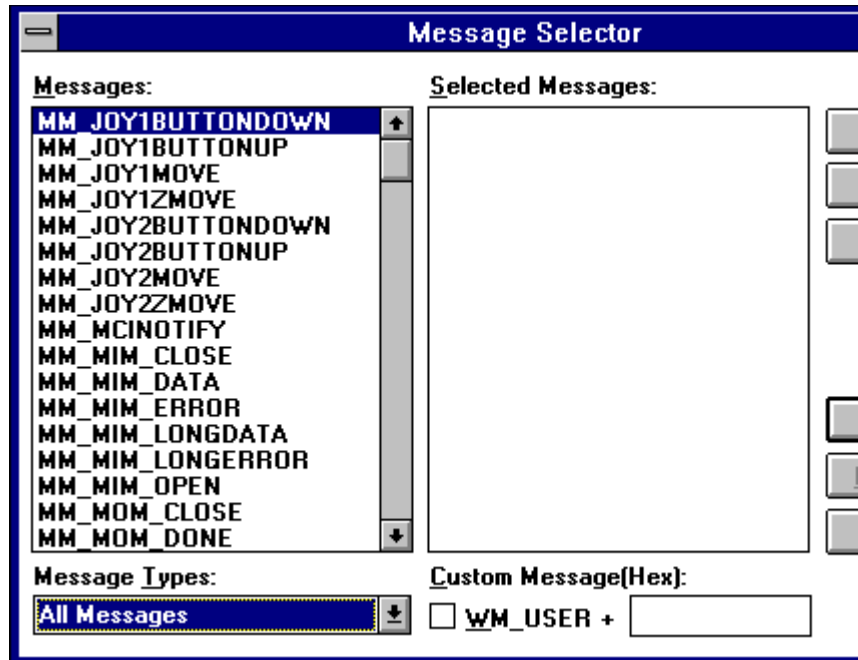 Message Selector
Messages:
MM_JOY1BUTTONDOWN
MM_JOY1BUTTONUP
MM_JOY1MOVE
MM_JOY1ZMOVE
MM_JOY2BUTTONDOWN
MM_JOY2BUTTONUP
MM_JOY2MOVE
MM_JOY2ZMOVE
MM_MCINOTIFY
MM_MIM_CLOSE
MM_MIM_DATA
MM_MIM_ERROR
MM_MIM_LONGDATA
MM_MIM_LONGERROR
MM_MIM_OPEN
MM_MOM_CLOSE
MM_MOM_DONE
Message Types:
All Messages
Selected Messages:
Custom Message(Hex):
WM_USER +